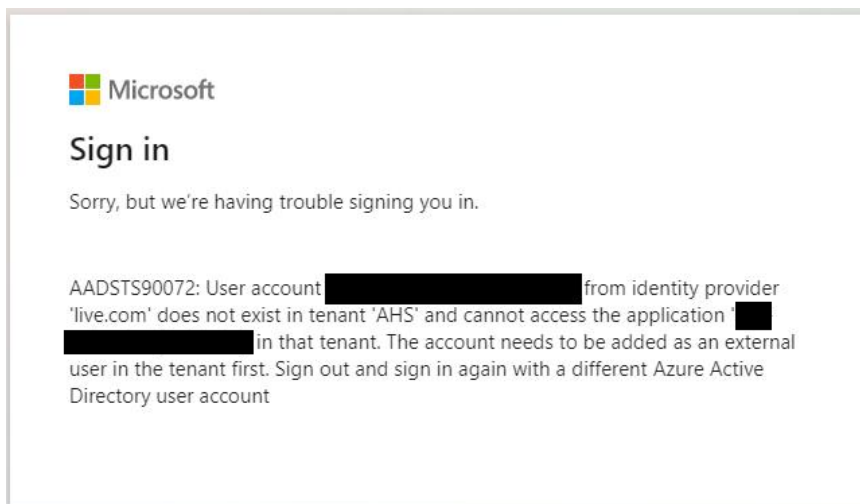 Microsoft
Sign in
Sorry, but we're having trouble signing you in.
AADSTS90072: User account from identity provider
'live.com' does not exist in tenant 'AHS' and cannot access the application '
in that tenant. The account needs to be added as an external
user in the tenant first. Sign out and sign in again with a different Azure Active
Directory user account